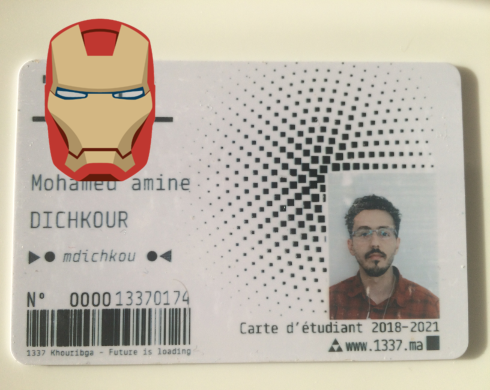 Mohamed amine
DICHKOUR
mdichkou
N° 000013370174
1337 Khouribga - Future is loading
Carte d'étudiant 2018-2021
www.1337.ma